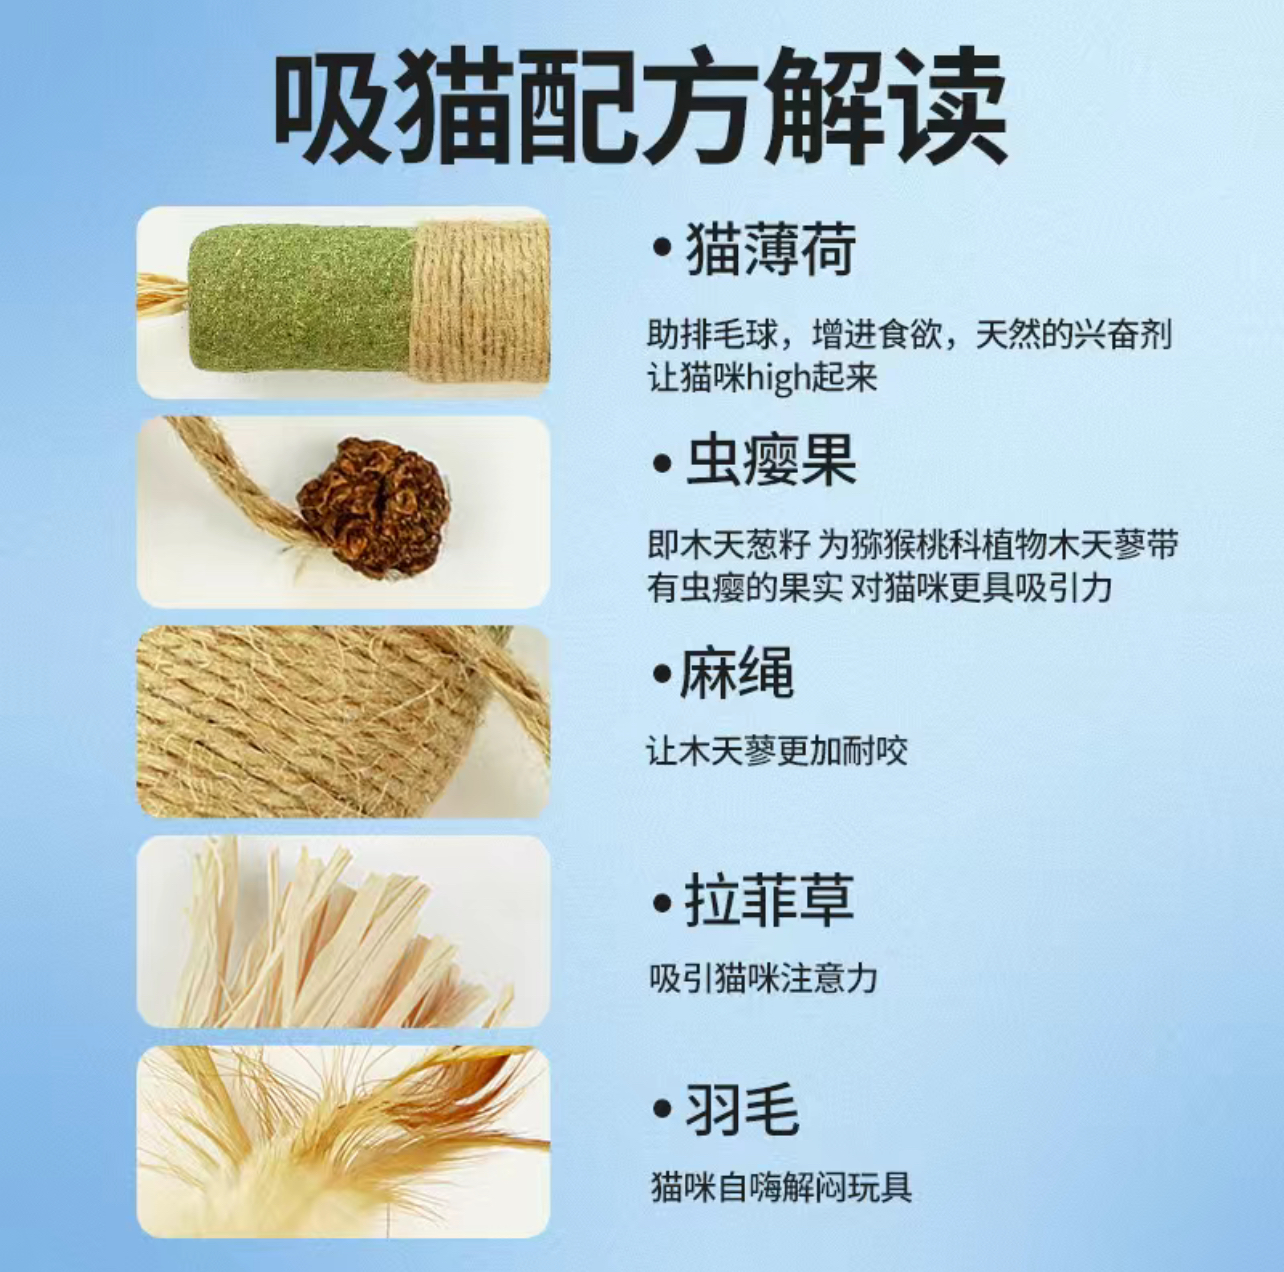 吸猫配方解读
• 猫薄荷
助排毛球，增进食欲，天然的兴奋剂
让猫咪high起来
• 虫瘿果
即木天葱籽 为猕猴桃科植物木天蓼带
有虫瘿的果实 对猫咪更具吸引力
• 麻绳
让木天蓼更加耐咬
• 拉菲草
吸引猫咪注意力
• 羽毛
猫咪自嗨解闷玩具